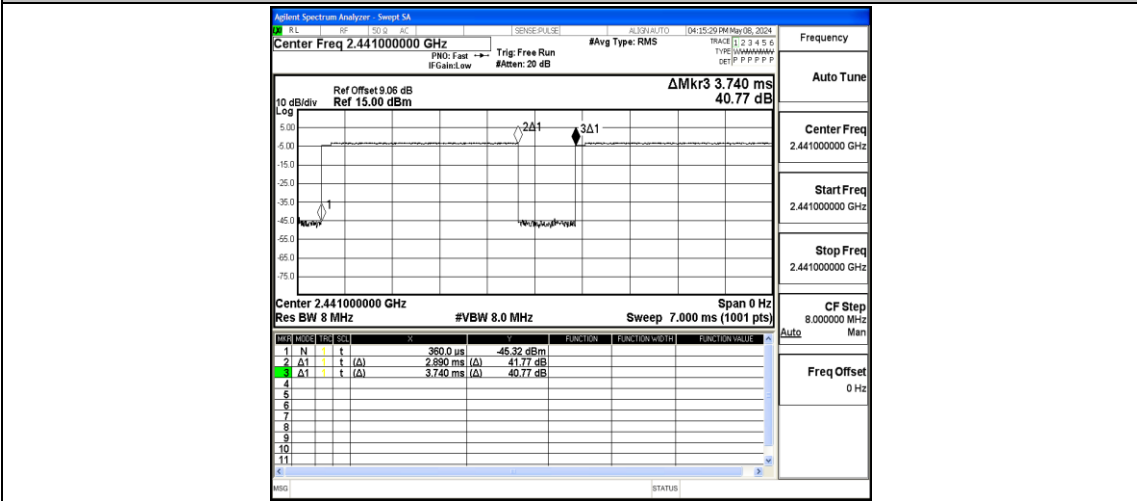 Agilent Spectrum Analyzer - Swept SA
RL RF 50 Ω AC SENSE:PULSE ALIGN AUTO 04:15:29 PM May 08, 2024
Center Freq 2.441000000 GHz #Avg Type: RMS TRACE 1 2 3 4 5 6
PNO: Fast Trig: Free Run TYPE
IFGain:Low #Atten: 20 dB DET P P P P P P
Frequency
Auto Tune
ΔMkr3 3.740 ms
40.77 dB
Ref Offset 9.06 dB
10 dB/div Ref 15.00 dBm
Log
5.00
-5.00
-15.0
-25.0
-35.0
-45.0
-55.0
-65.0
-75.0
1
2Δ1
3Δ1
Center Freq
2.441000000 GHz
Start Freq
2.441000000 GHz
Stop Freq
2.441000000 GHz
CF Step
8.000000 MHz
Auto Man
Freq Offset
0 Hz
Center 2.441000000 GHz Span 0 Hz
Res BW 8 MHz #VBW 8.0 MHz Sweep 7.000 ms (1001 pts)
MKR MODE TRC SCL X Y FUNCTION FUNCTION WIDTH FUNCTION VALUE
1 N 1 t 360.0 µs -45.32 dBm
2 Δ1 1 t (Δ) 2.890 ms (Δ) 41.77 dB
3 Δ1 1 t (Δ) 3.740 ms (Δ) 40.77 dB
4
5
6
7
8
9
10
11
MSG STATUS